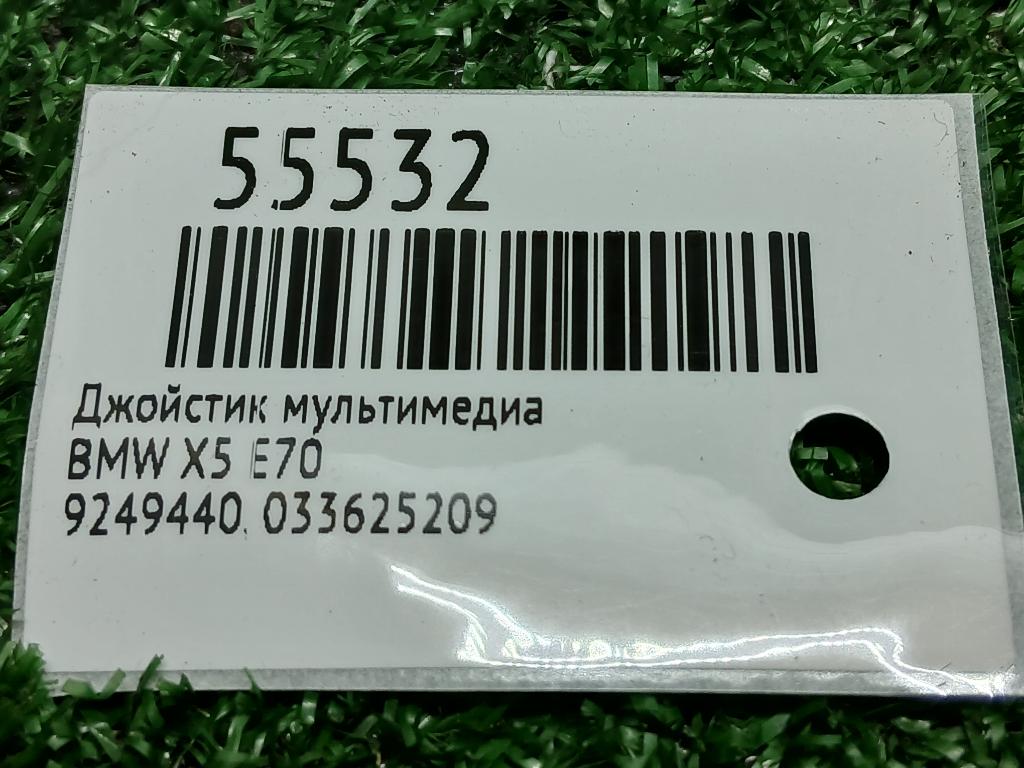 55532
Джойстик мультимедиа
BMW X5 E70
9249440, 033625209